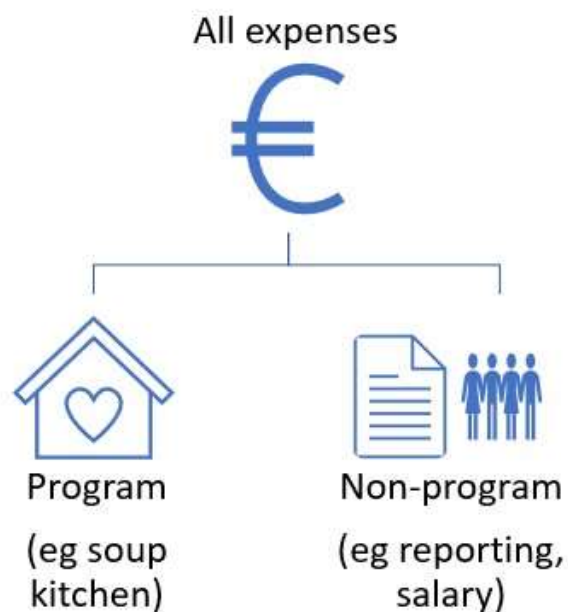 All expenses
€
Program
Non-program
(eg soup
kitchen)
(eg reporting,
salary)